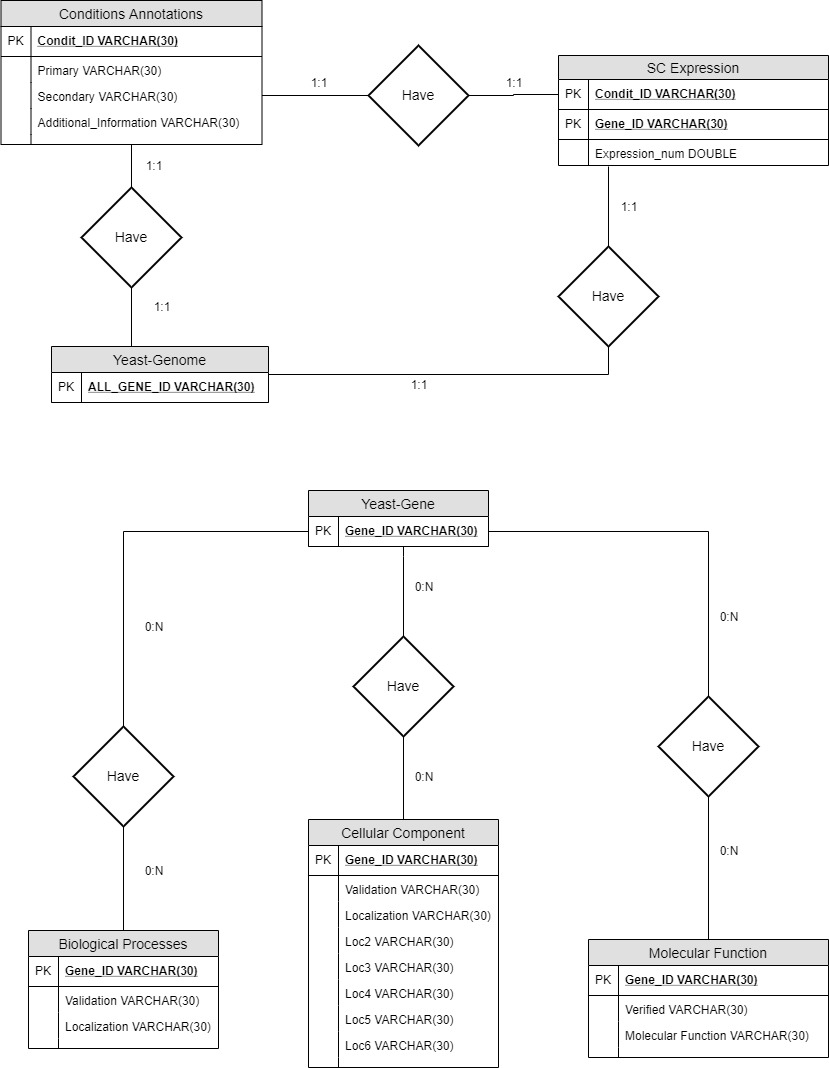 Conditions Annotations
PK Condit_ID VARCHAR(30)
Primary VARCHAR(30)
Secondary VARCHAR(30)
Additional_Information VARCHAR(30)
1:1
Have
1:1
SC Expression
PK Condit_ID VARCHAR(30)
PK Gene_ID VARCHAR(30)
Expression_num DOUBLE
1:1
Have
1:1
1:1
Have
1:1
Yeast-Genome
PK ALL_GENE_ID VARCHAR(30)
Yeast-Gene
PK Gene_ID VARCHAR(30)
0:N
Have
0:N
0:N
Have
0:N
0:N
Have
0:N
Biological Processes
PK Gene_ID VARCHAR(30)
Validation VARCHAR(30)
Localization VARCHAR(30)
Cellular Component
PK Gene_ID VARCHAR(30)
Validation VARCHAR(30)
Localization VARCHAR(30)
Loc2 VARCHAR(30)
Loc3 VARCHAR(30)
Loc4 VARCHAR(30)
Loc5 VARCHAR(30)
Loc6 VARCHAR(30)
Molecular Function
PK Gene_ID VARCHAR(30)
Verified VARCHAR(30)
Molecular Function VARCHAR(30)